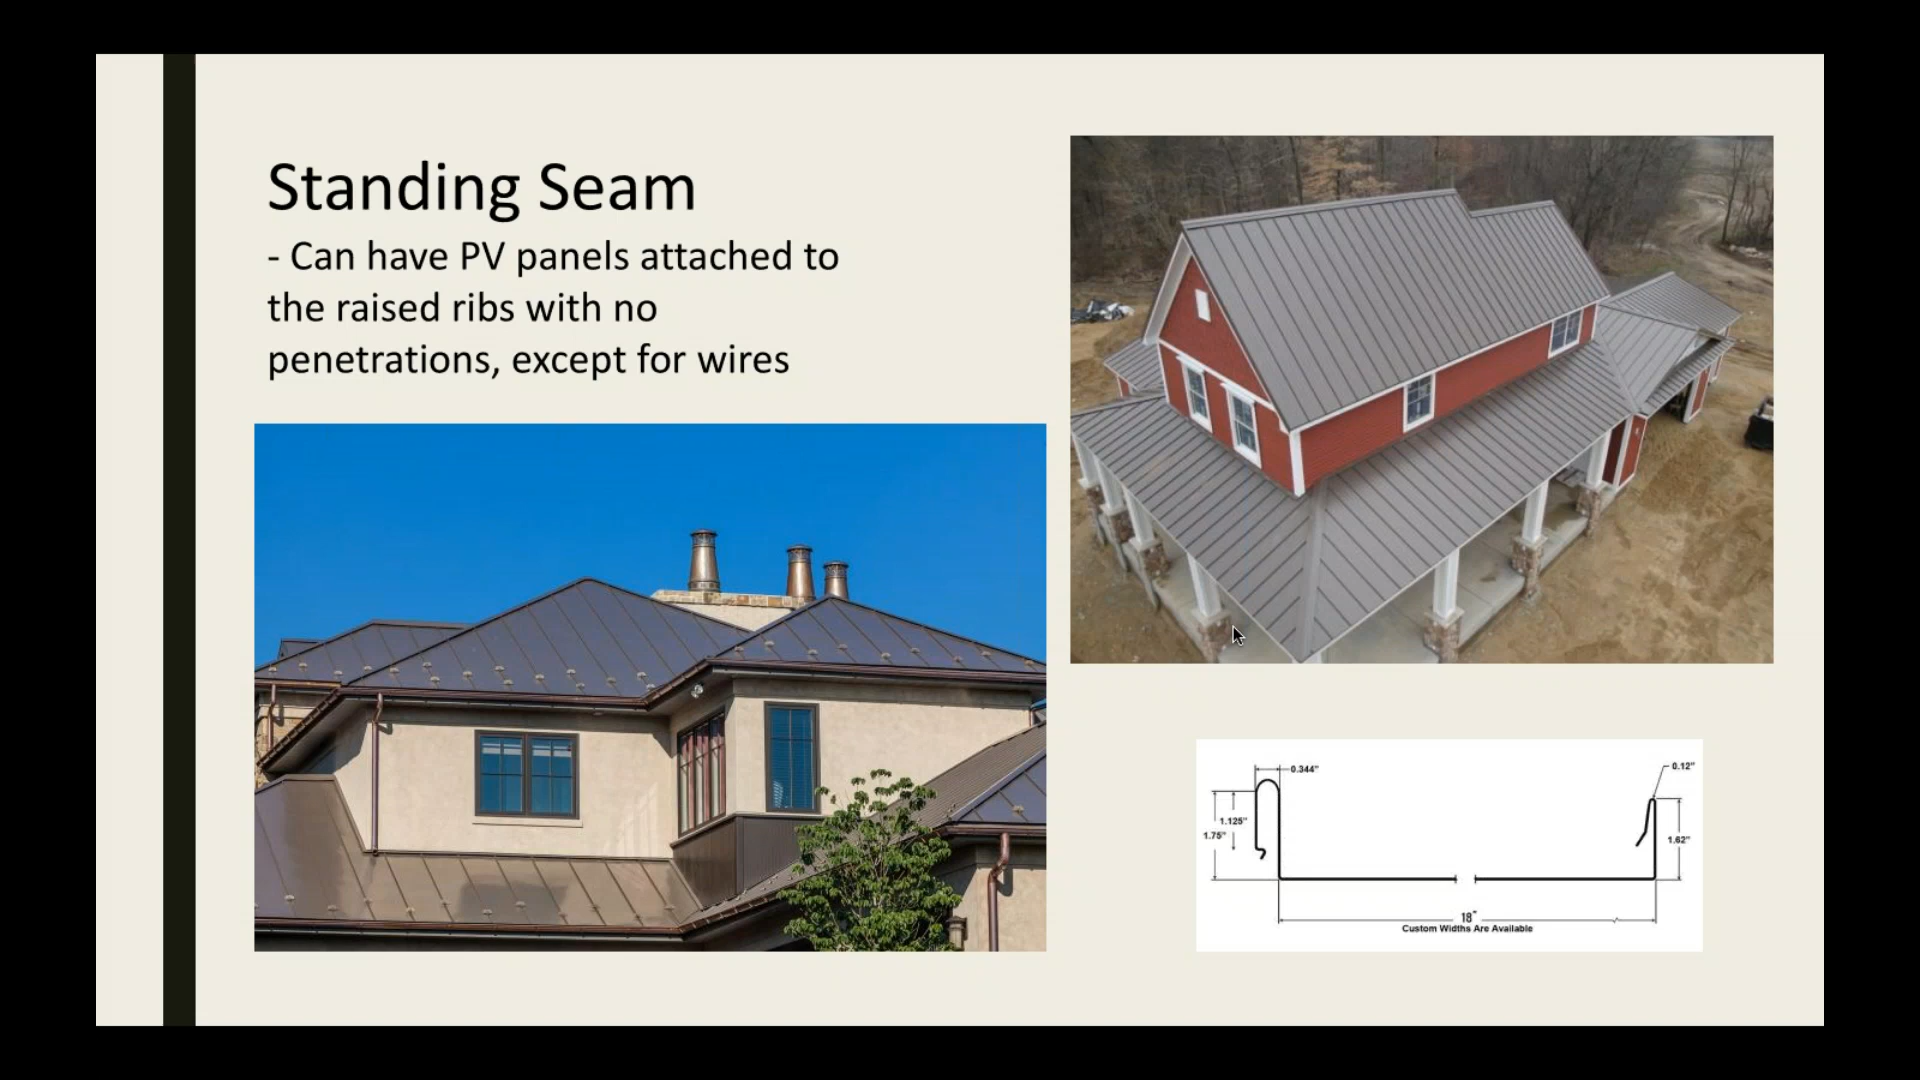 Standing Seam
- Can have PV panels attached to
the raised ribs with no
penetrations, except for wires
0.344"
0.12"
1.125"
1.75"
1.62"
18"
Custom Widths Are Available